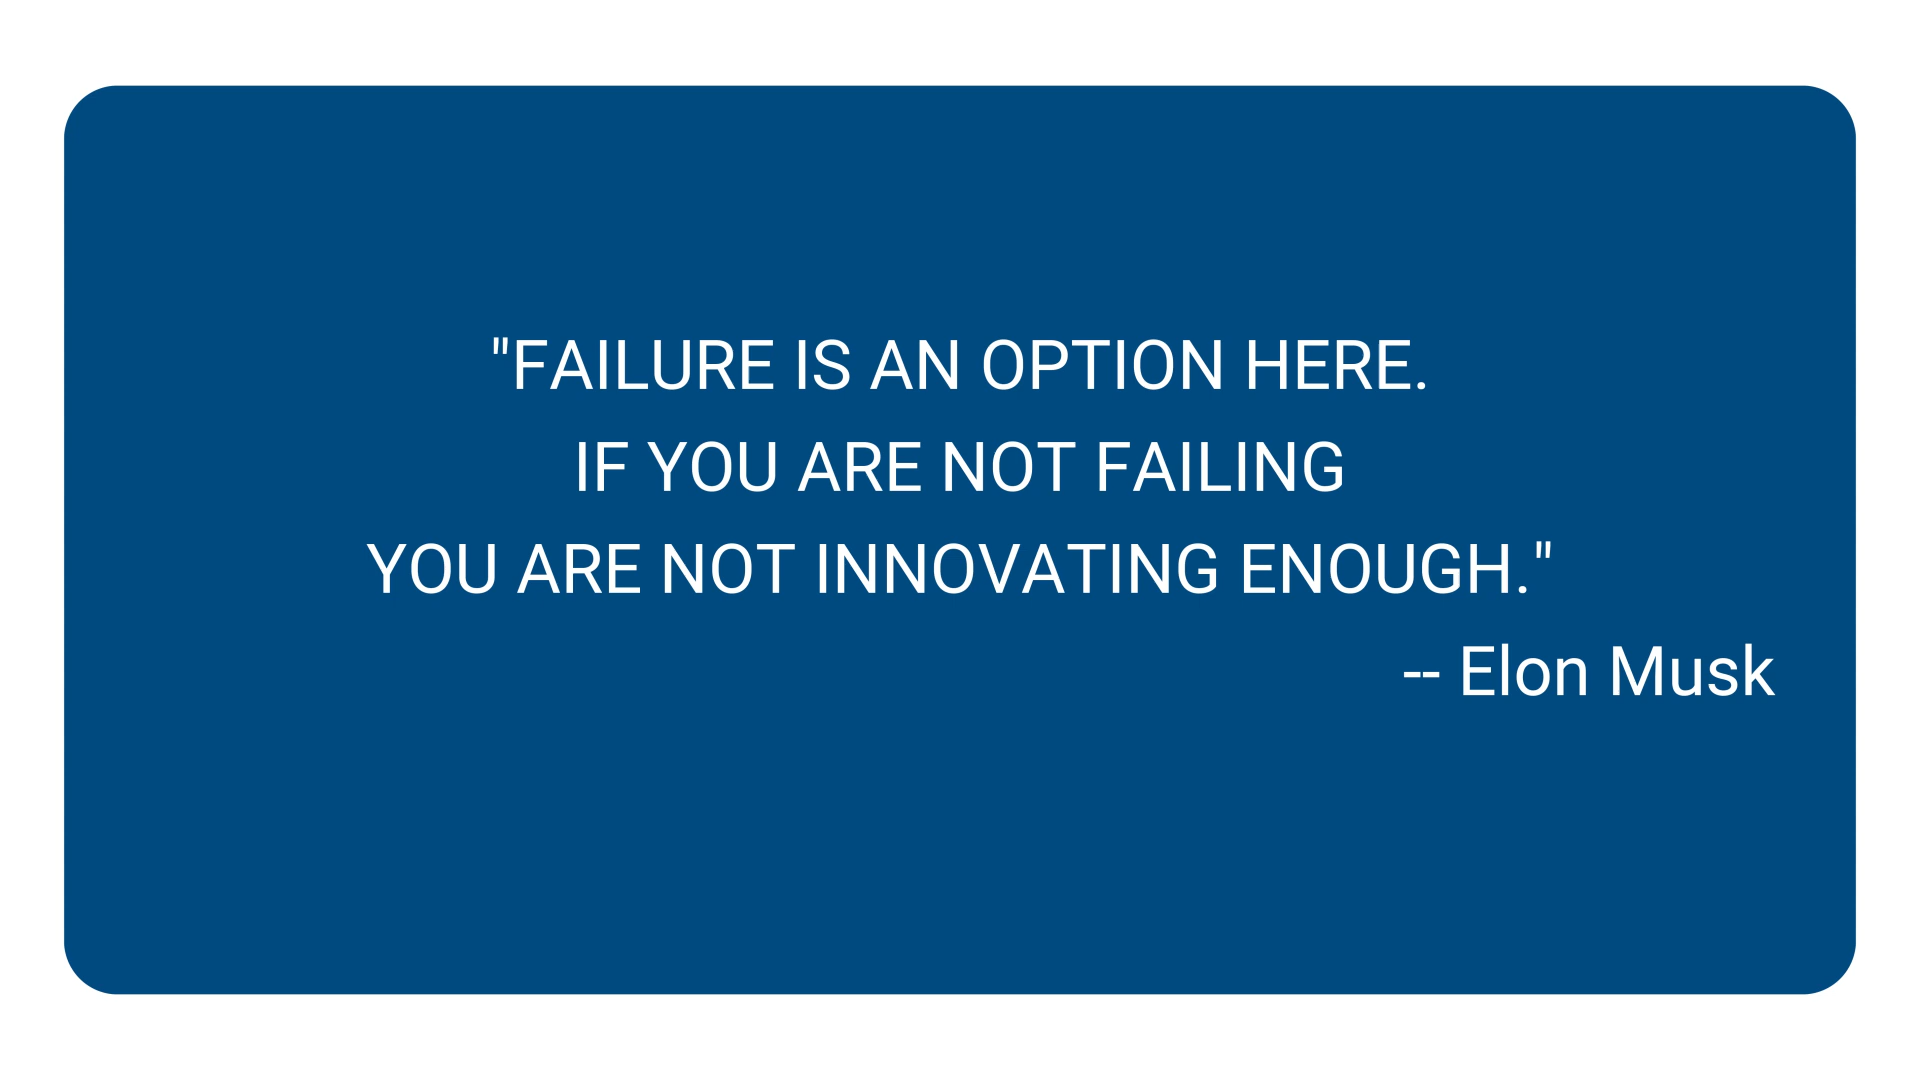 "FAILURE IS AN OPTION HERE.
IF YOU ARE NOT FAILING
YOU ARE NOT INNOVATING ENOUGH."
-- Elon Musk